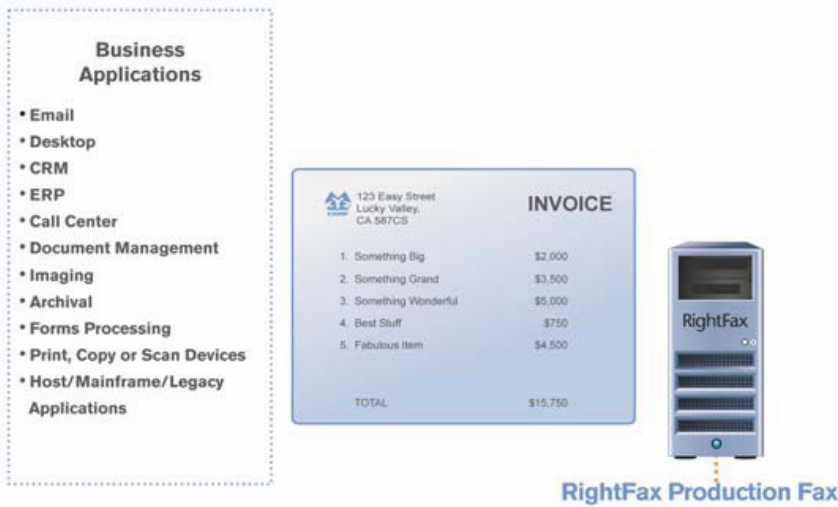 Business
Applications
• Email
• Desktop
• CRM
• ERP
• Call Center
• Document Management
• Imaging
• Archival
• Forms Processing
• Print, Copy or Scan Devices
• Host/Mainframe/Legacy
Applications
123 Easy Street
Lucky Valley,
CA 587CS
INVOICE
1. Something Big $2,000
2. Something Grand $3,500
3. Something Wonderful $5,000
4. Best Stuff $750
5. Fabulous Item $4,500
TOTAL $15,750
RightFax
RightFax Production Fax